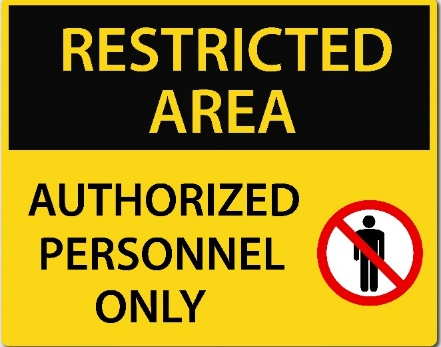 RESTRICTED
AREA
AUTHORIZED
PERSONNEL
ONLY